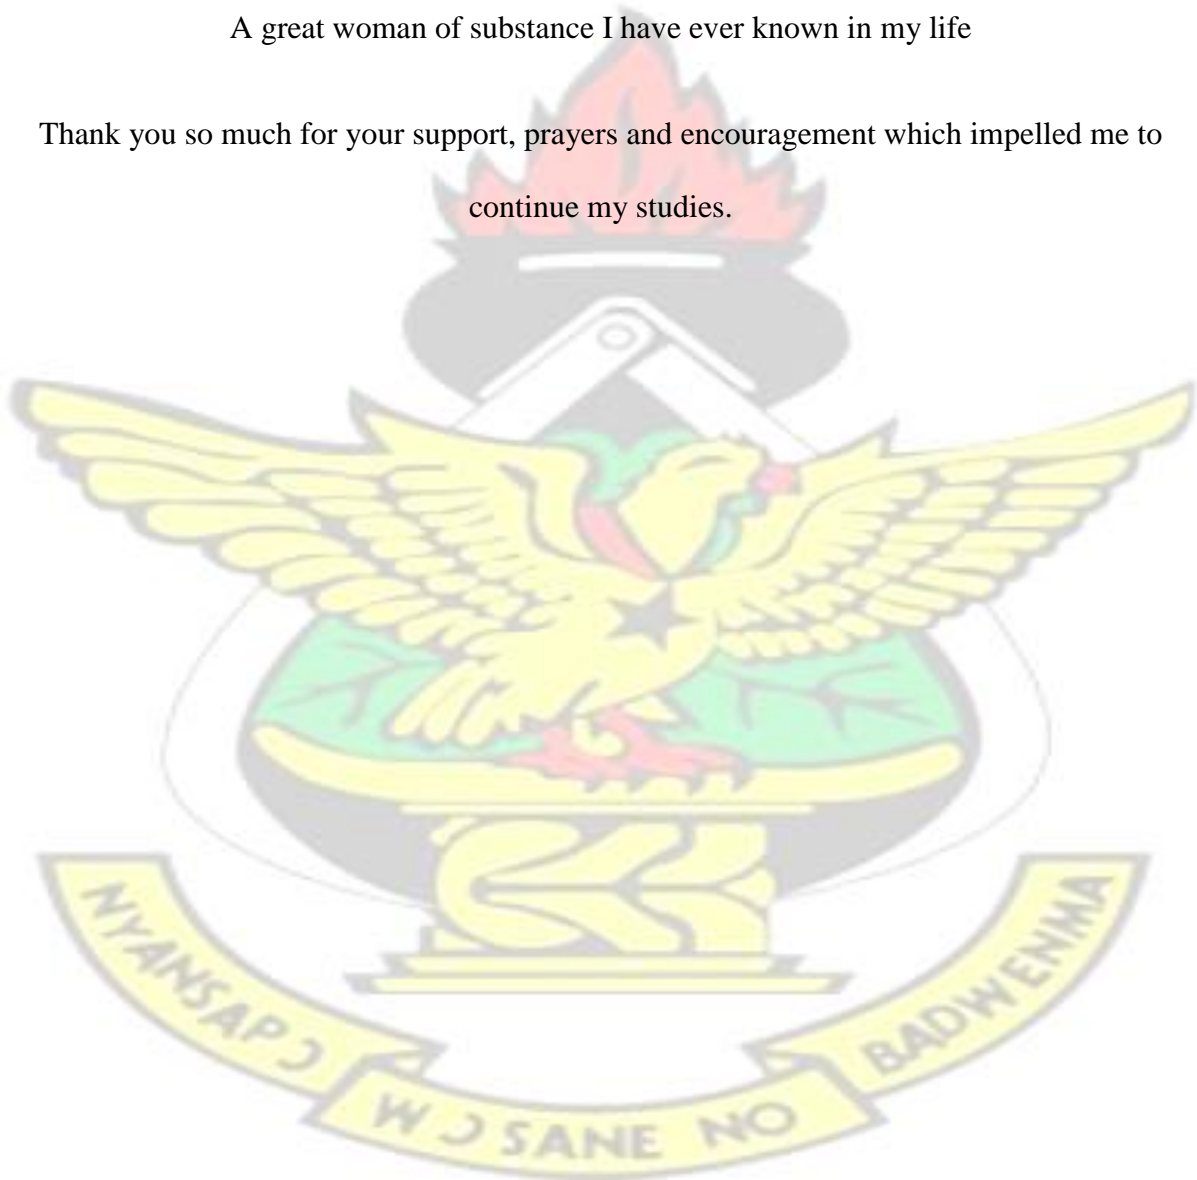 A great woman of substance I have ever known in my life
Thank you so much for your support, prayers and encouragement which impelled me to
continue my studies.
NYANSAPƆ
WƆSANE NO
BADWENMA